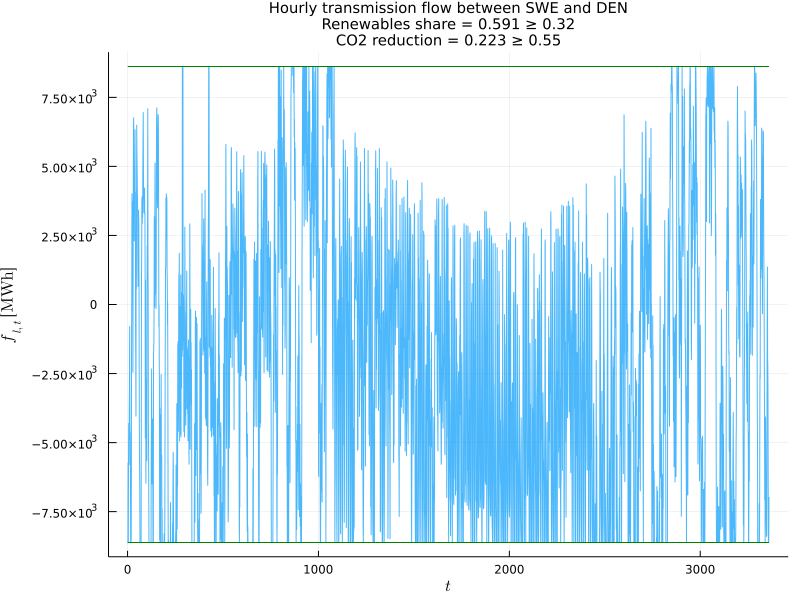 Hourly transmission flow between SWE and DEN
Renewables share = 0.591 ≥ 0.32
CO2 reduction = 0.223 ≥ 0.55
7.50×10³
5.00×10³
2.50×10³
0
−2.50×10³
−5.00×10³
−7.50×10³
f_{l,t} [MWh]
0 1000 2000 3000
t